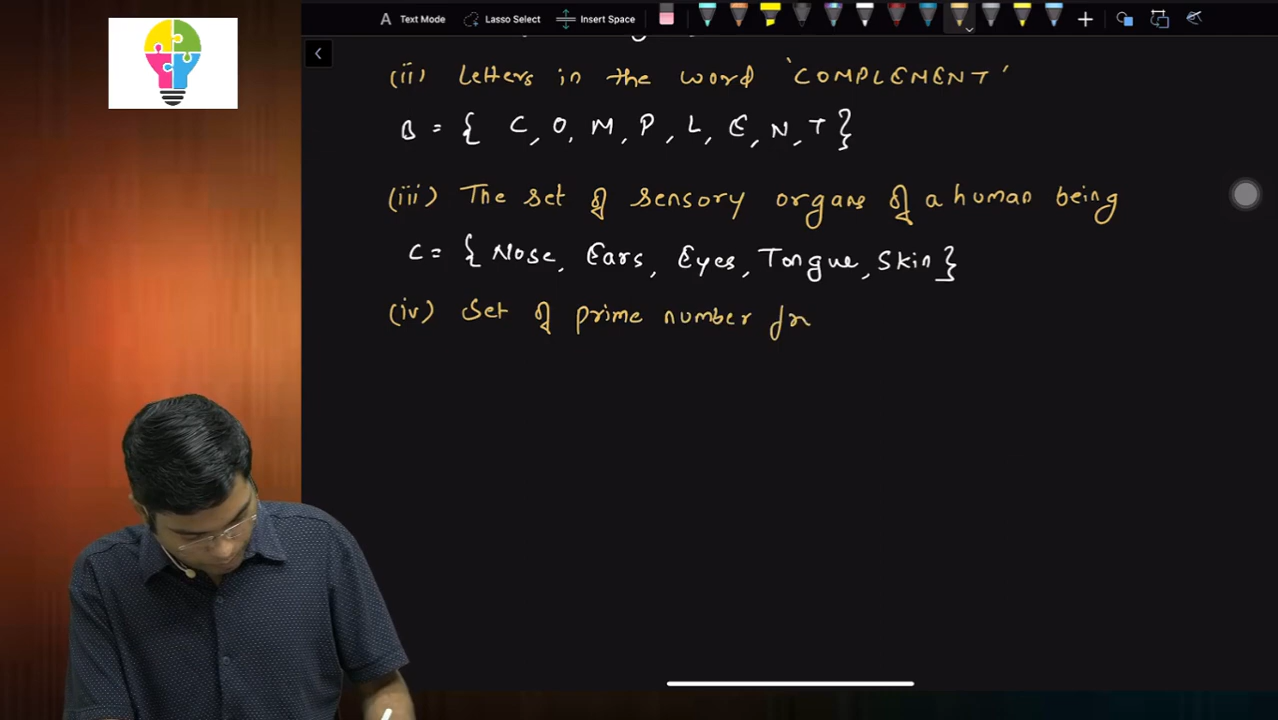 Text Mode Lasso Select Insert Space
(ii) Letters in the word 'COMPLEMENT'
B = { C, O, M, P, L, E, N, T }
(iii) The set of sensory organs of a human being
C = { Nose, Ears, Eyes, Tongue, Skin }
(iv) Set of prime number